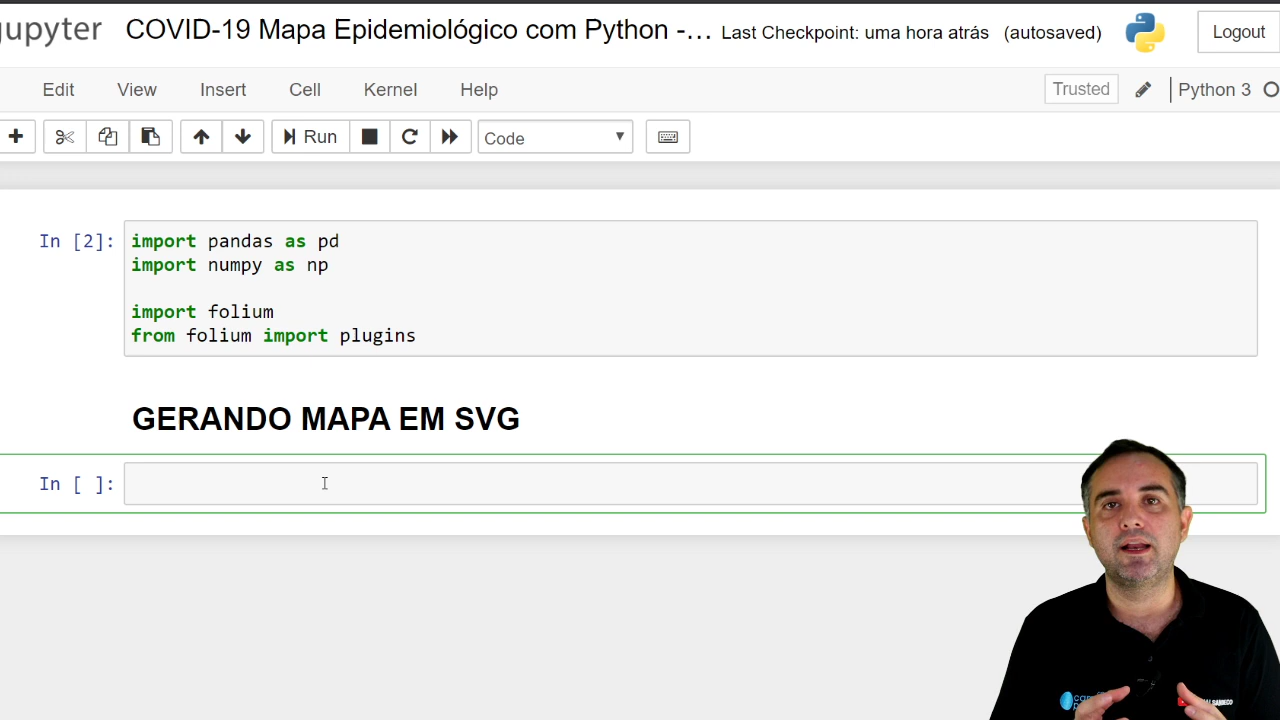 jupyter COVID-19 Mapa Epidemiológico com Python -... Last Checkpoint: uma hora atrás (autosaved) Logout
Edit View Insert Cell Kernel Help Trusted Python 3
Run Code
In [2]: import pandas as pd
import numpy as np
import folium
from folium import plugins
GERANDO MAPA EM SVG
In [ ]: